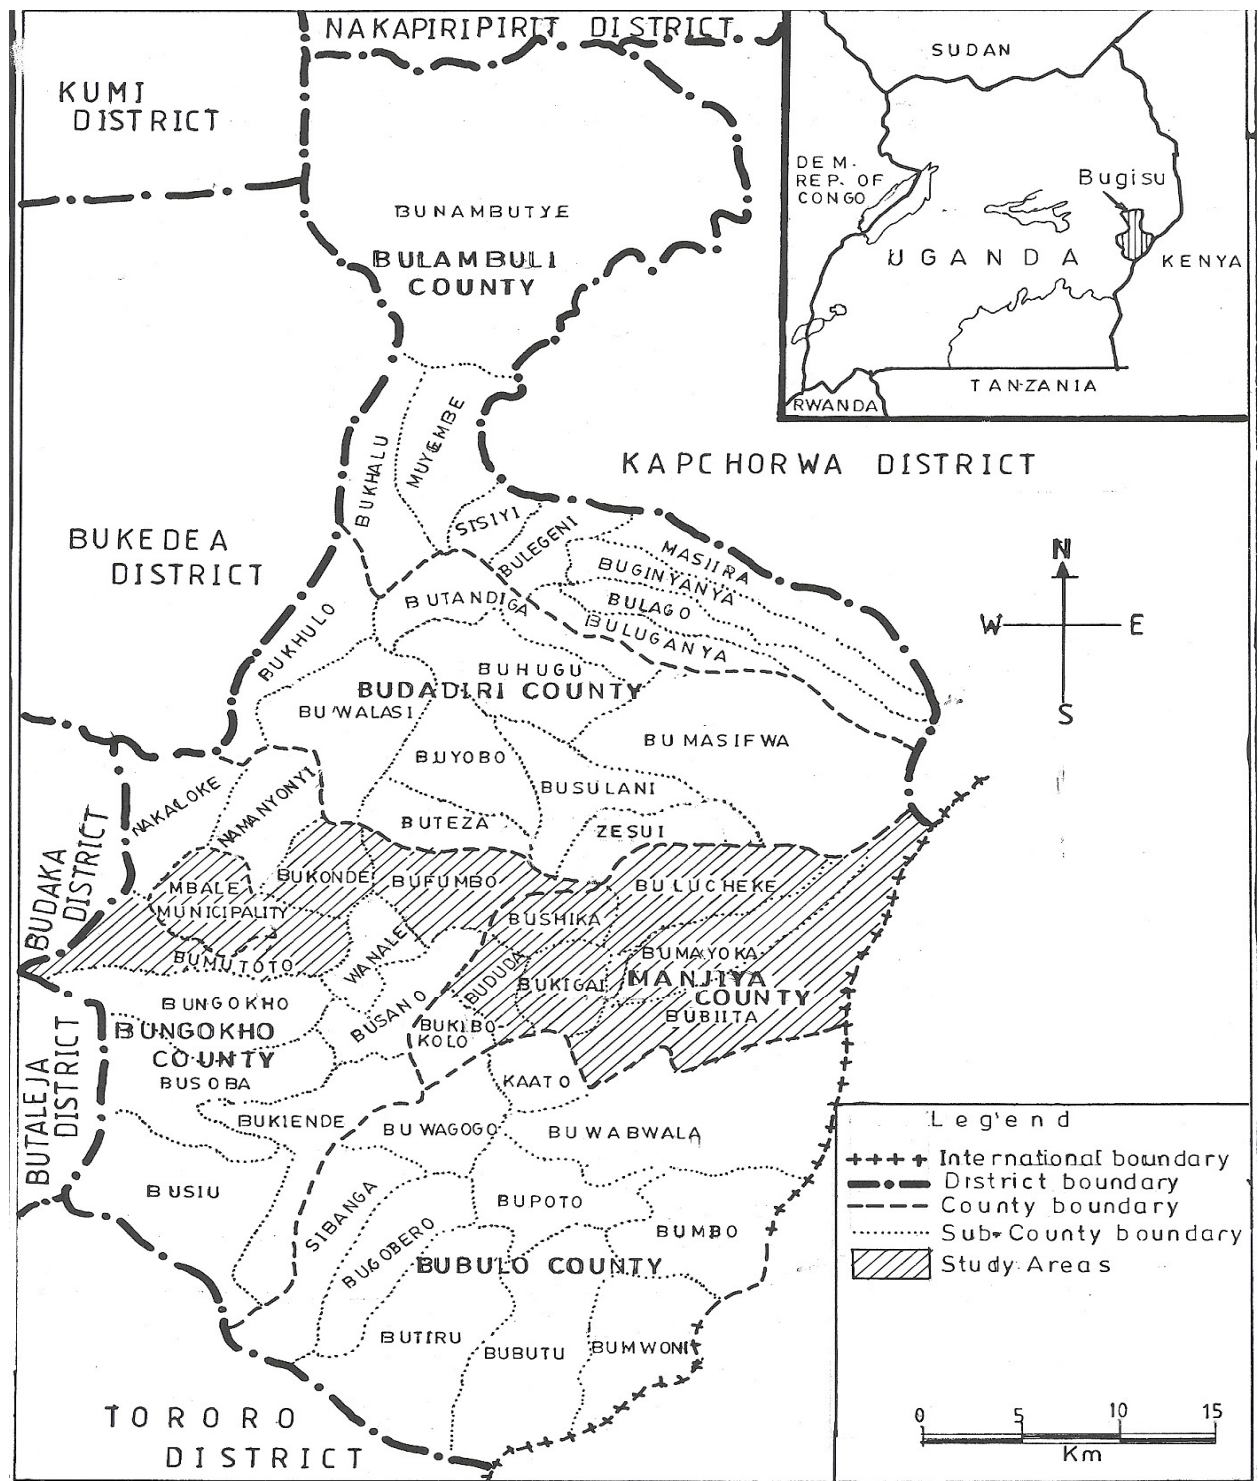 NAKAPIRIPIRIT DISTRICT
KUMI
DISTRICT
SUDAN
DEM.
REP. OF
CONGO
Bugisu
UGANDA
KENYA
TANZANIA
RWANDA
BUNAMBUTYE
BULAMBULI
COUNTY
BUKHALU
MUYEMBE
KAPCHORWA DISTRICT
SISIYI
BULEGENI
MASIIRA
BUGINYANYA
BULAGO
BULUGANYA
BUKEDEA
DISTRICT
N
W
E
S
BUTANDIGA
BUKHULO
BUHUGU
BUDADIRI COUNTY
BUWALASI
BUMASIFWA
BUYOBO
BUSULANI
BUTEZA
ZESUI
NAKALOKE
NAMANYONYI
BUDAKA
DISTRICT
MBALE
MUNICIPALITY
BUKONDE
BUFUMBO
BULUCHEKE
BUSHIKA
BUMUTOTO
WANALE
BUDUDA
BUKIGAI
BUMAYOKA
MANJIYA
COUNTY
BUBIITA
BUNGOKHO
BUNGOKHO
COUNTY
BUSANO
BUKIBO-
KOLO
BUTALEJA
DISTRICT
BUSOBA
KAATO
BUKIENDE
BUWAGOGO
BUWABWALA
BUSIU
SIBANGA
BUGOBERO
BUPOTO
BUMBO
BUBULO COUNTY
BUTIRU
BUBUTU
BUMWONI
TORORO
DISTRICT
Legend
International boundary
District boundary
County boundary
Sub-County boundary
Study Areas
0 5 10 15
Km